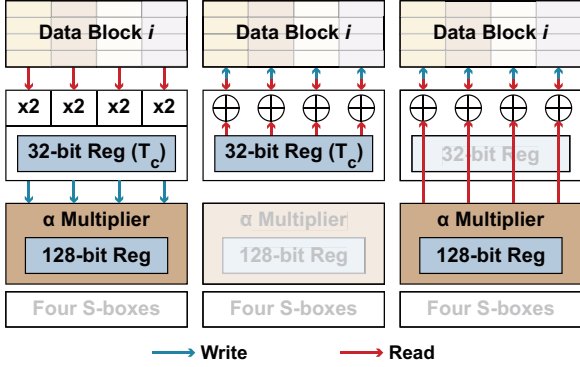 Data Block i
x2 x2 x2 x2
32-bit Reg (Tc)
α Multiplier
128-bit Reg
Four S-boxes
Data Block i
32-bit Reg (Tc)
α Multiplier
128-bit Reg
Four S-boxes
Data Block i
32-bit Reg
α Multiplier
128-bit Reg
Four S-boxes
Write
Read